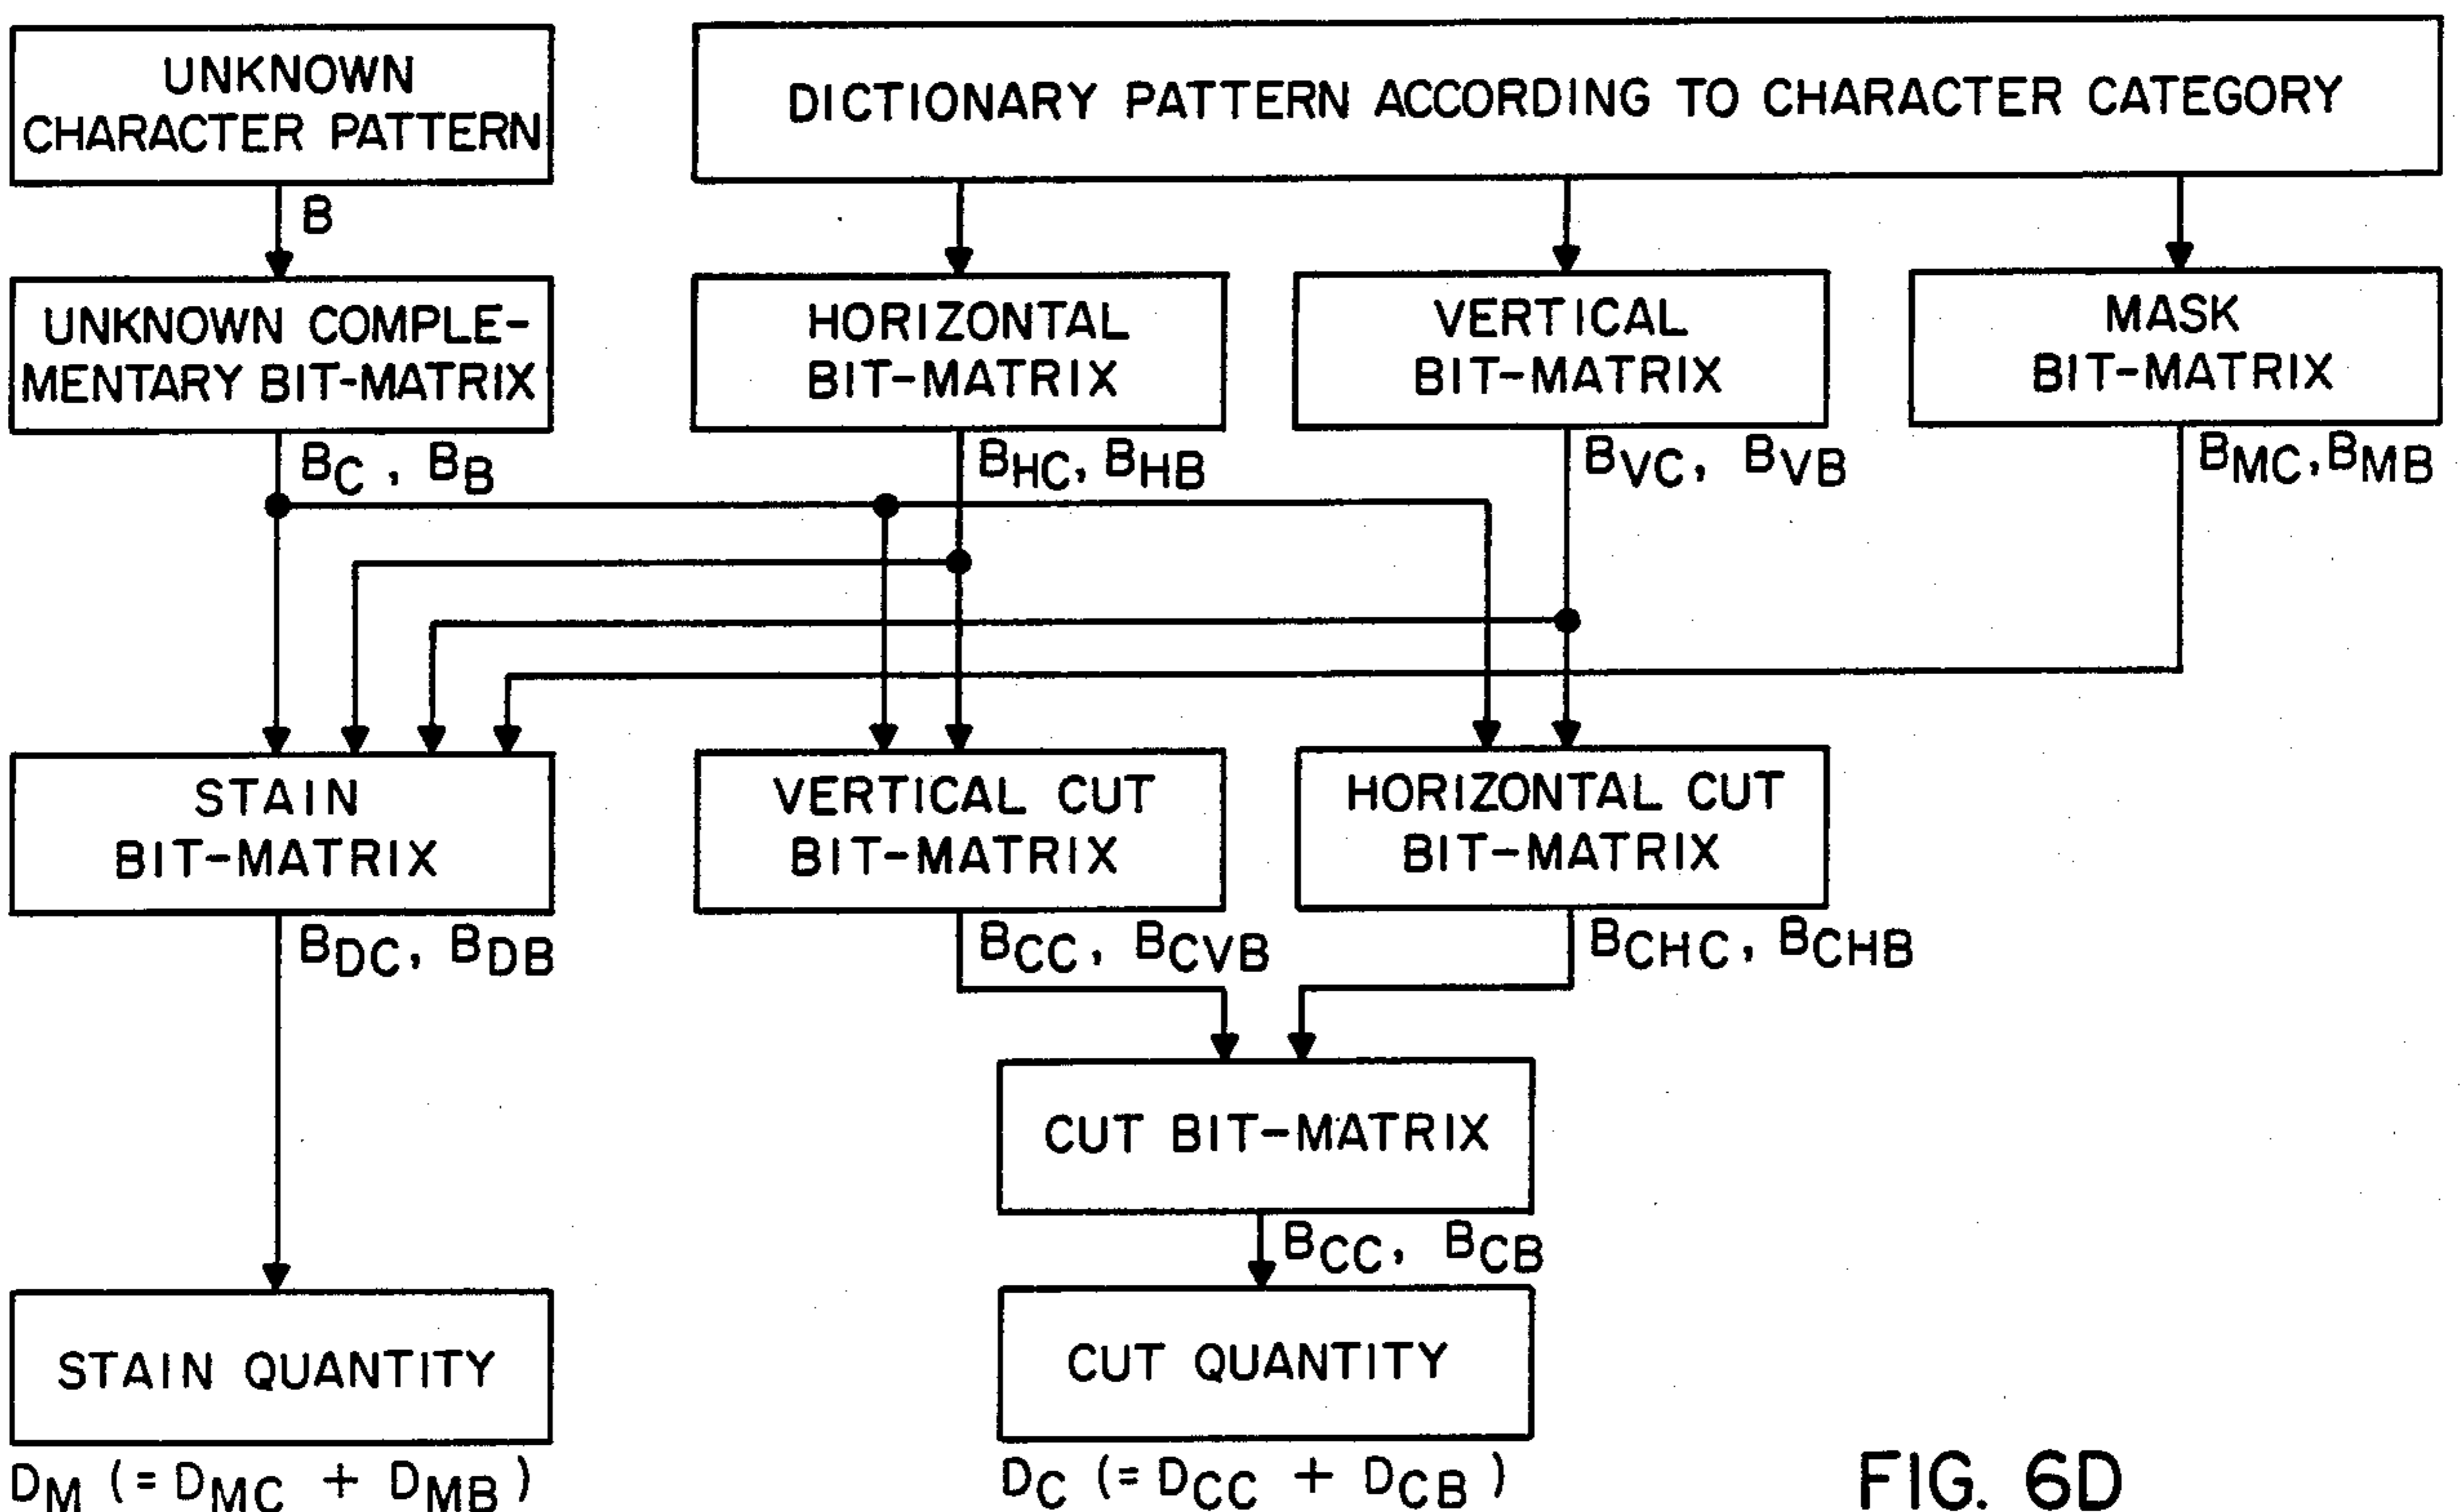 UNKNOWN
CHARACTER PATTERN
DICTIONARY PATTERN ACCORDING TO CHARACTER CATEGORY
B
UNKNOWN COMPLE-
MENTARY BIT-MATRIX
HORIZONTAL
BIT-MATRIX
VERTICAL
BIT-MATRIX
MASK
BIT-MATRIX
BC , BB
BHC, BHB
BVC, BVB
BMC, BMB
STAIN
BIT-MATRIX
VERTICAL CUT
BIT-MATRIX
HORIZONTAL CUT
BIT-MATRIX
BDC, BDB
BCC, BCVB
BCHC, BCHB
CUT BIT-MATRIX
BCC, BCB
STAIN QUANTITY
CUT QUANTITY
DM (= DMC + DMB )
DC (= DCC + DCB )
FIG. 6D